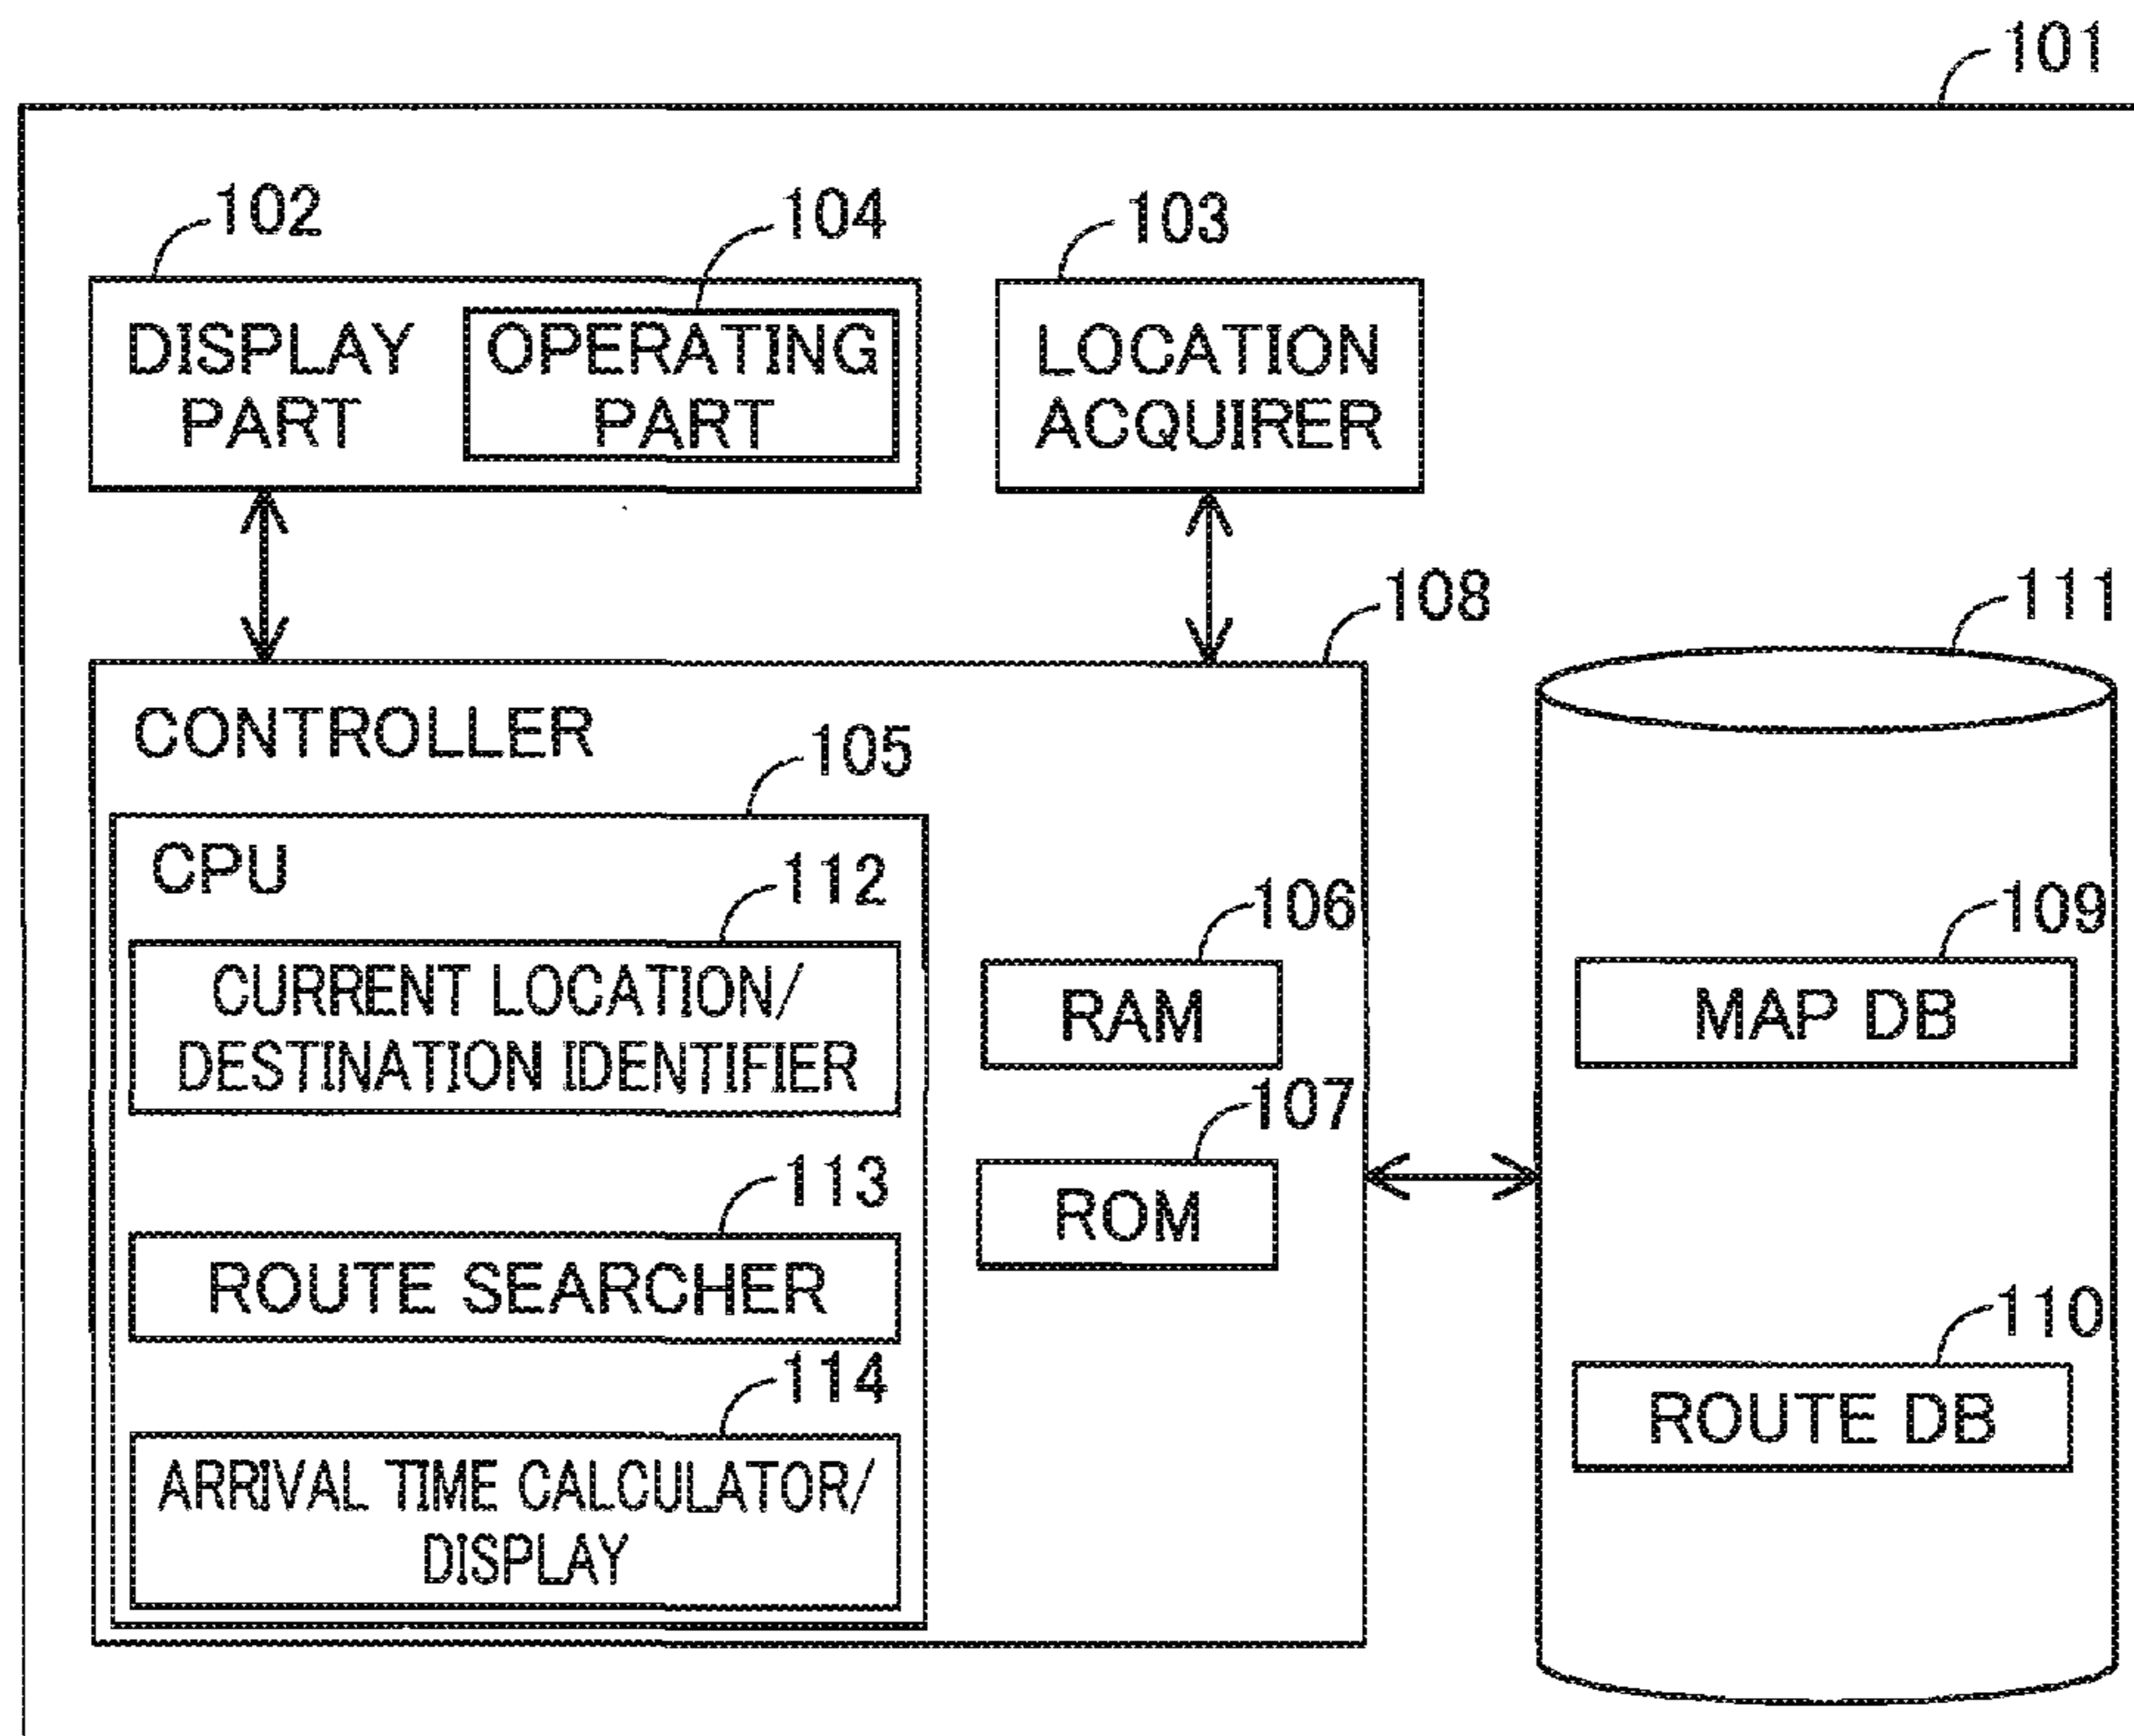 101
102
104
103
DISPLAY
PART
OPERATING
PART
LOCATION
ACQUIRER
108
111
CONTROLLER
105
CPU
112
CURRENT LOCATION/
DESTINATION IDENTIFIER
106
RAM
107
ROM
109
MAP DB
113
ROUTE SEARCHER
110
ROUTE DB
114
ARRIVAL TIME CALCULATOR/
DISPLAY